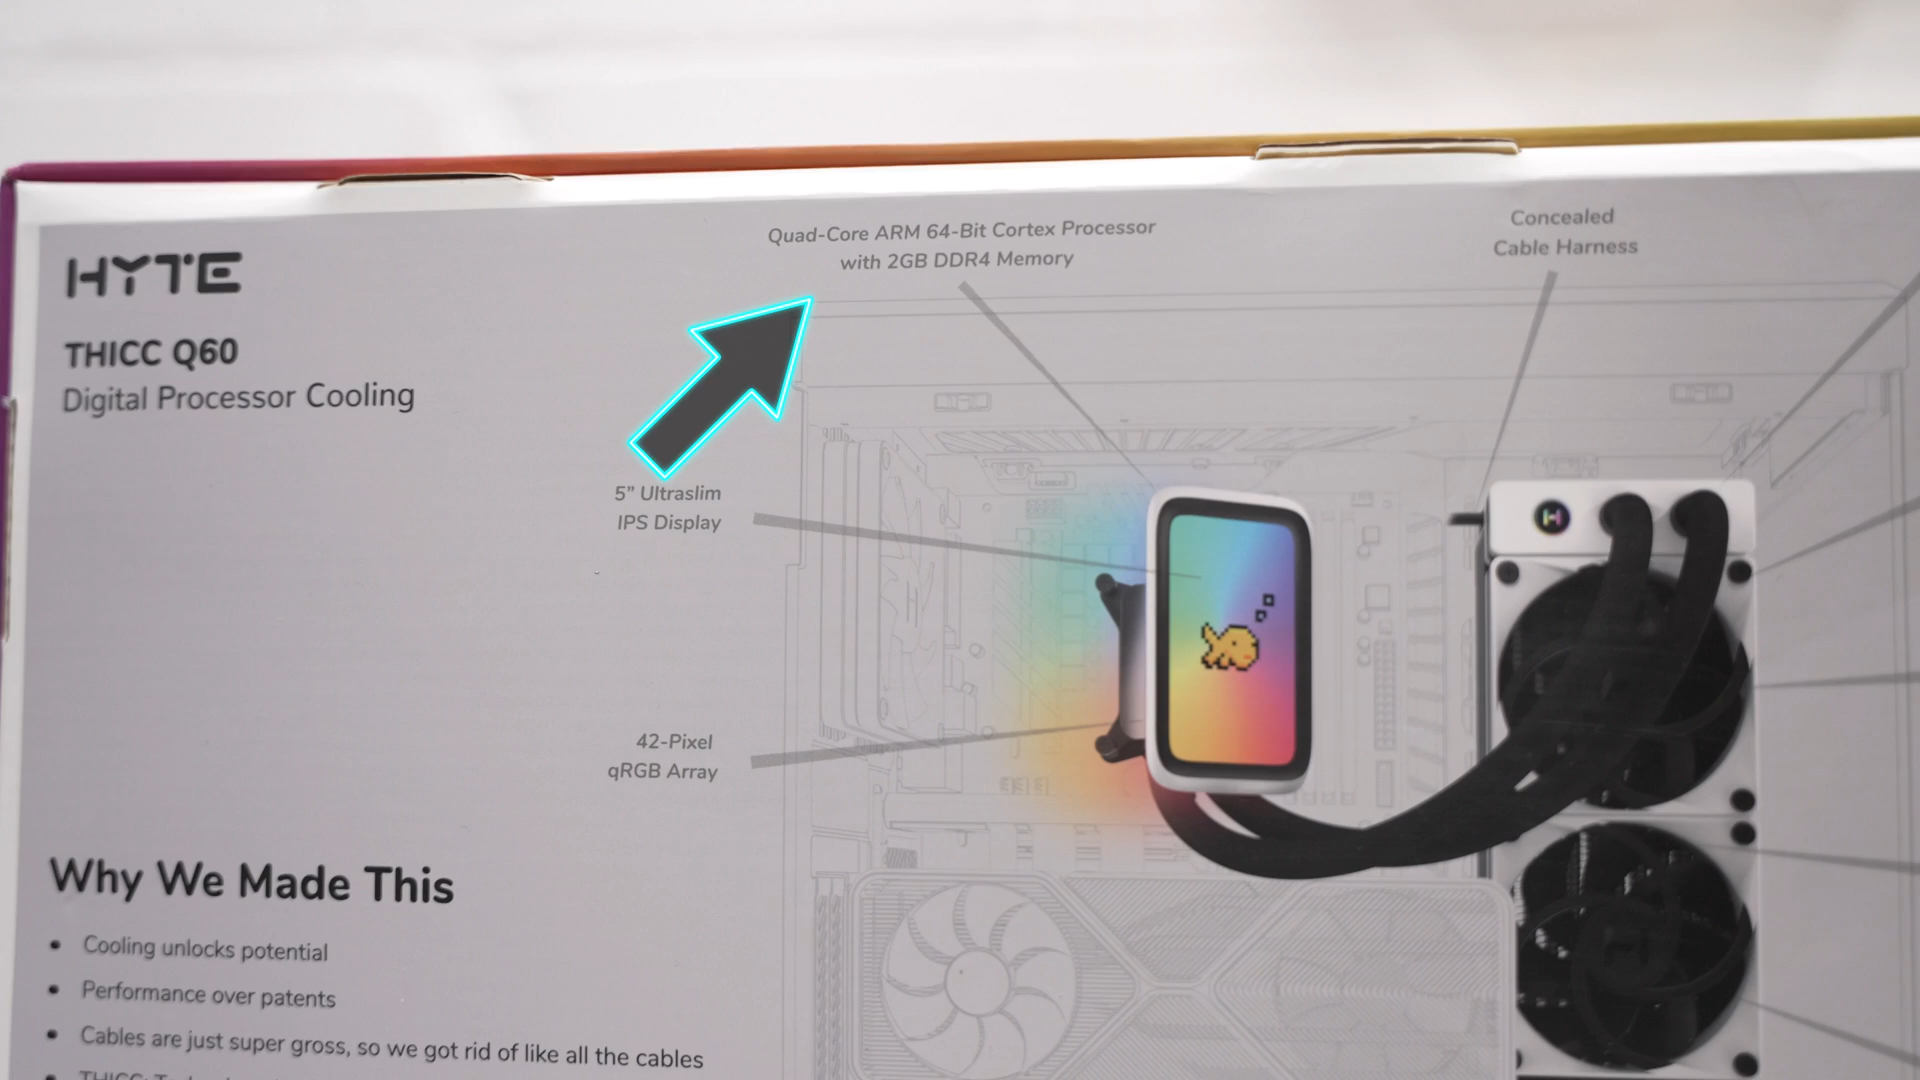 HYTE
THICC Q60
Digital Processor Cooling
Quad-Core ARM 64-Bit Cortex Processor
with 2GB DDR4 Memory
Concealed
Cable Harness
5" Ultraslim
IPS Display
42-Pixel
qRGB Array
Why We Made This
• Cooling unlocks potential
• Performance over patents
• Cables are just super gross, so we got rid of like all the cables
• THICC: